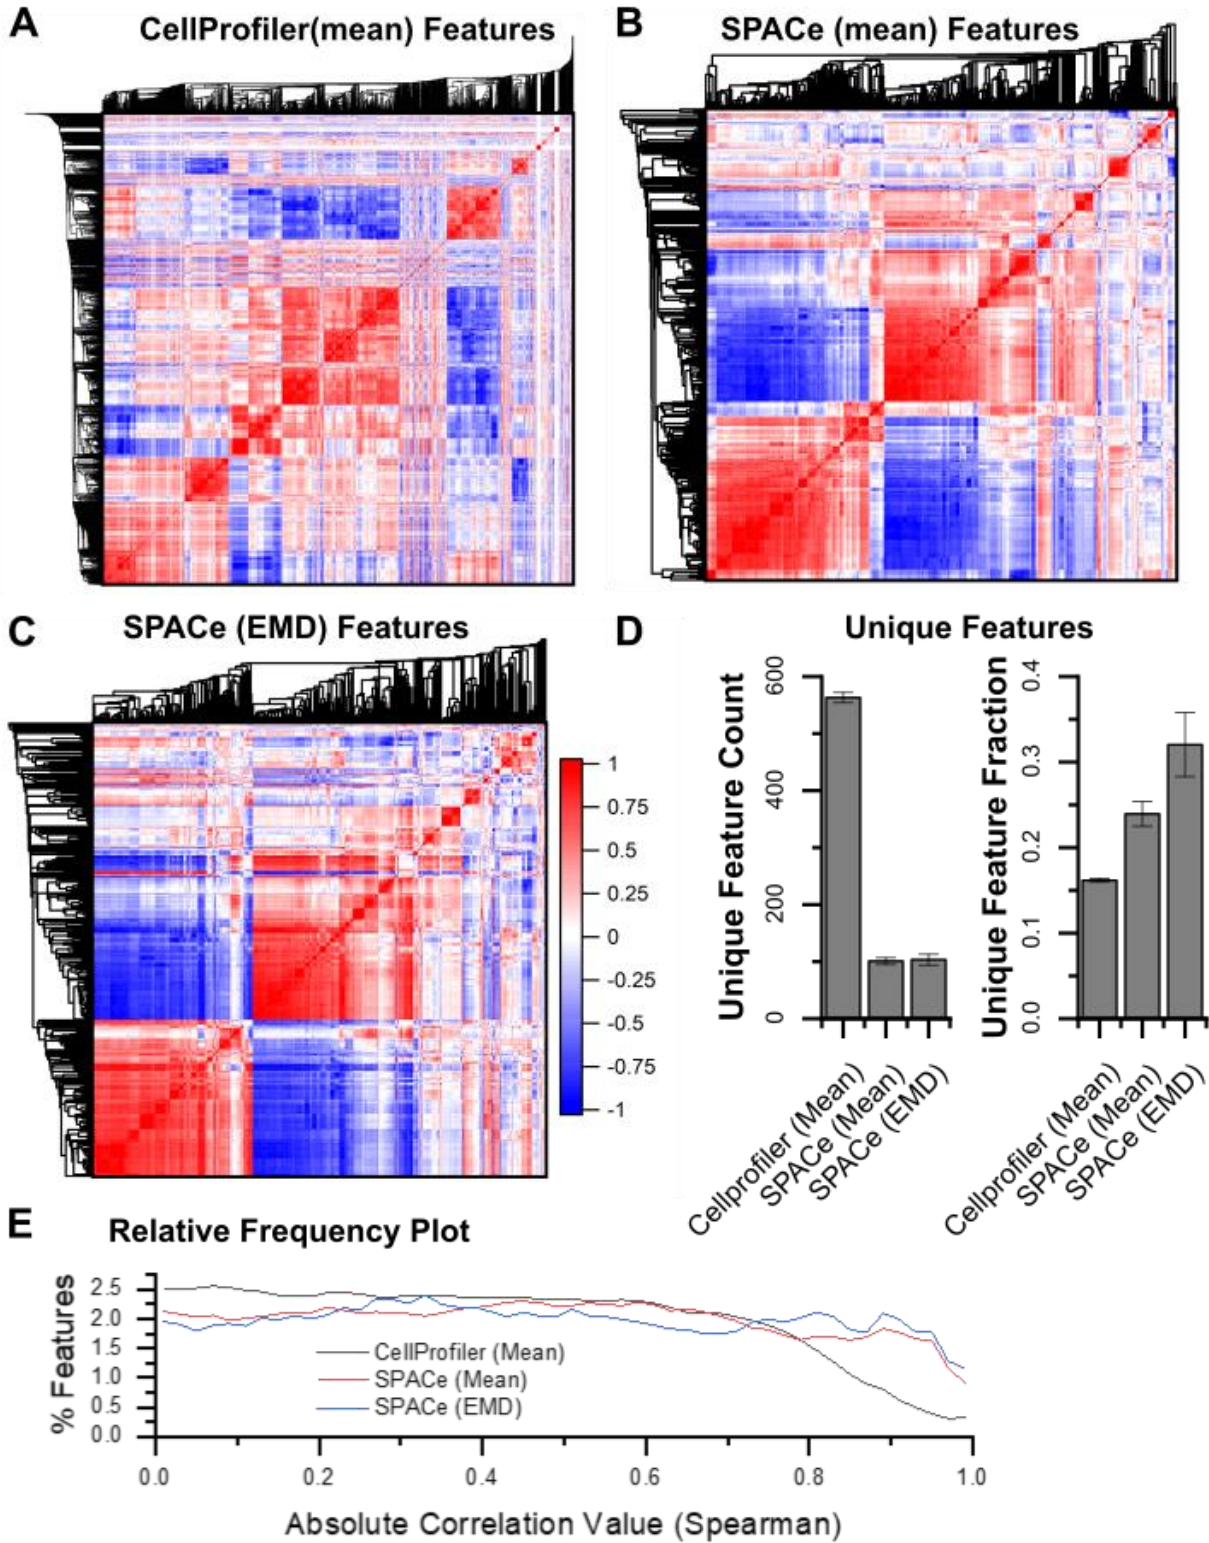 A
CellProfiler(mean) Features
B
SPACe (mean) Features
C
SPACe (EMD) Features
1
0.75
0.5
0.25
0
-0.25
-0.5
-0.75
-1
D
Unique Features
Unique Feature Count
600
400
200
0
Cellprofiler (Mean)
SPACe (Mean)
SPACe (EMD)
Unique Feature Fraction
0.4
0.3
0.2
0.1
0.0
Cellprofiler (Mean)
SPACe (Mean)
SPACe (EMD)
E
Relative Frequency Plot
% Features
2.5
2.0
1.5
1.0
0.5
0.0
CellProfiler (Mean)
SPACe (Mean)
SPACe (EMD)
0.0 0.2 0.4 0.6 0.8 1.0
Absolute Correlation Value (Spearman)